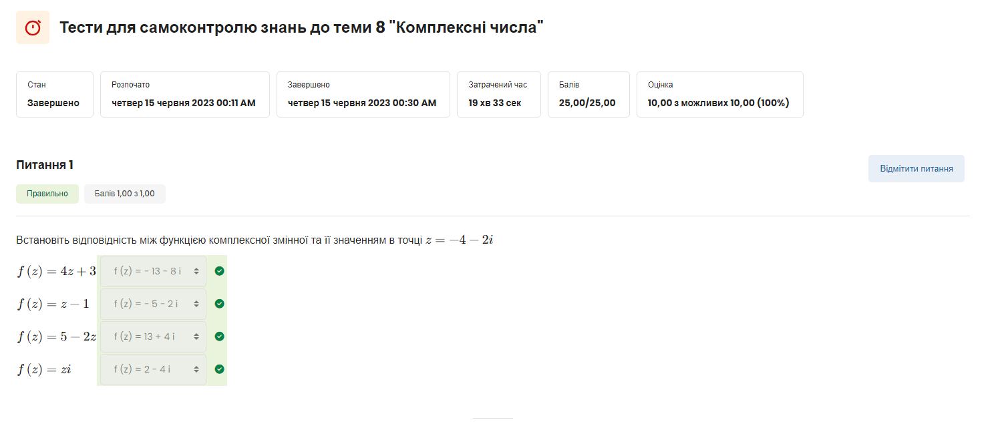 Тести для самоконтролю знань до теми 8 "Комплексні числа"
Стан
Завершено
Розпочато
четвер 15 червня 2023 00:11 AM
Завершено
четвер 15 червня 2023 00:30 AM
Затрачений час
19 хв 33 сек
Балів
25,00/25,00
Оцінка
10,00 з можливих 10,00 (100%)
Питання 1
Відмітити питання
Правильно
Балів 1,00 з 1,00
Встановіть відповідність між функцією комплексної змінної та її значенням в точці z = −4 − 2i
f (z) = 4z + 3 f (z) = - 13 - 8 i
f (z) = z − 1 f (z) = - 5 - 2 i
f (z) = 5 − 2z f (z) = 13 + 4 i
f (z) = zi f (z) = 2 - 4 i